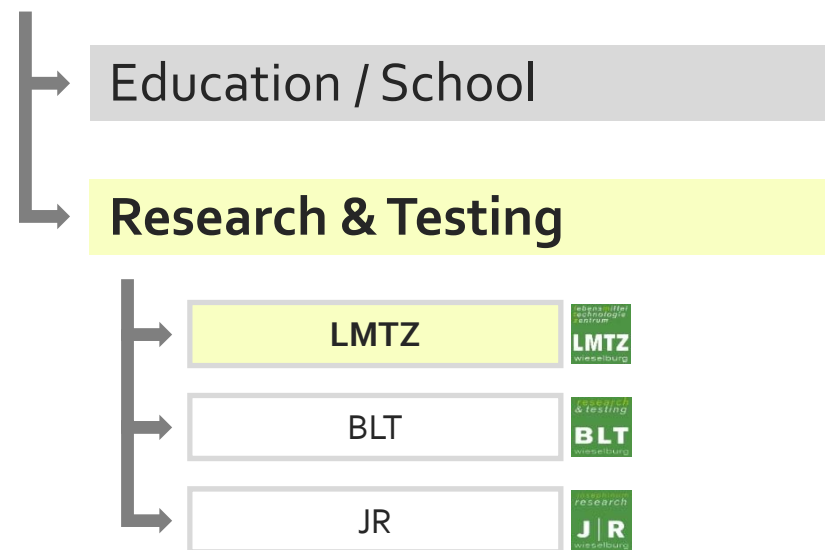 Education / School
Research & Testing
LMTZ
lebensmittel
technologie
zentrum
LMTZ
wieselburg
BLT
research
& testing
BLT
wieselburg
JR
research
J|R
wieselburg